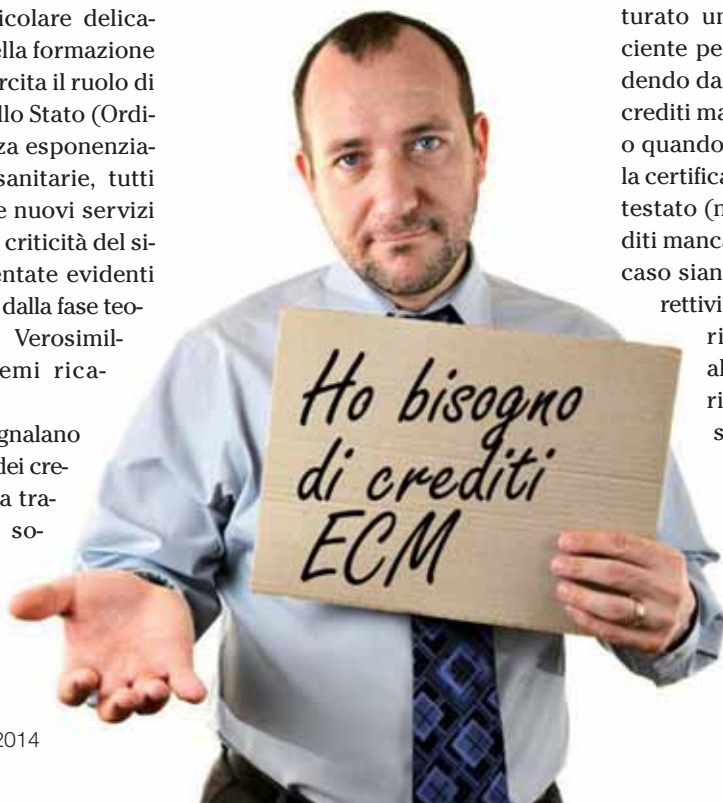 icolare delica-
ella formazione
rcita il ruolo di
llo Stato (Ordi-
za esponenzia-
sanitarie, tutti
e nuovi servizi
criticità del si-
entate evidenti
dalla fase teo-
Verosimil-
emi rica-
gnalano
dei cre-
a tra-
so-
2014
Ho bisogno
di crediti
ECM
turato un
ciente pe
dendo da
crediti ma
o quando
la certifica
testato (n
diti manca
caso sian
rettivi
ri
al
ri
s